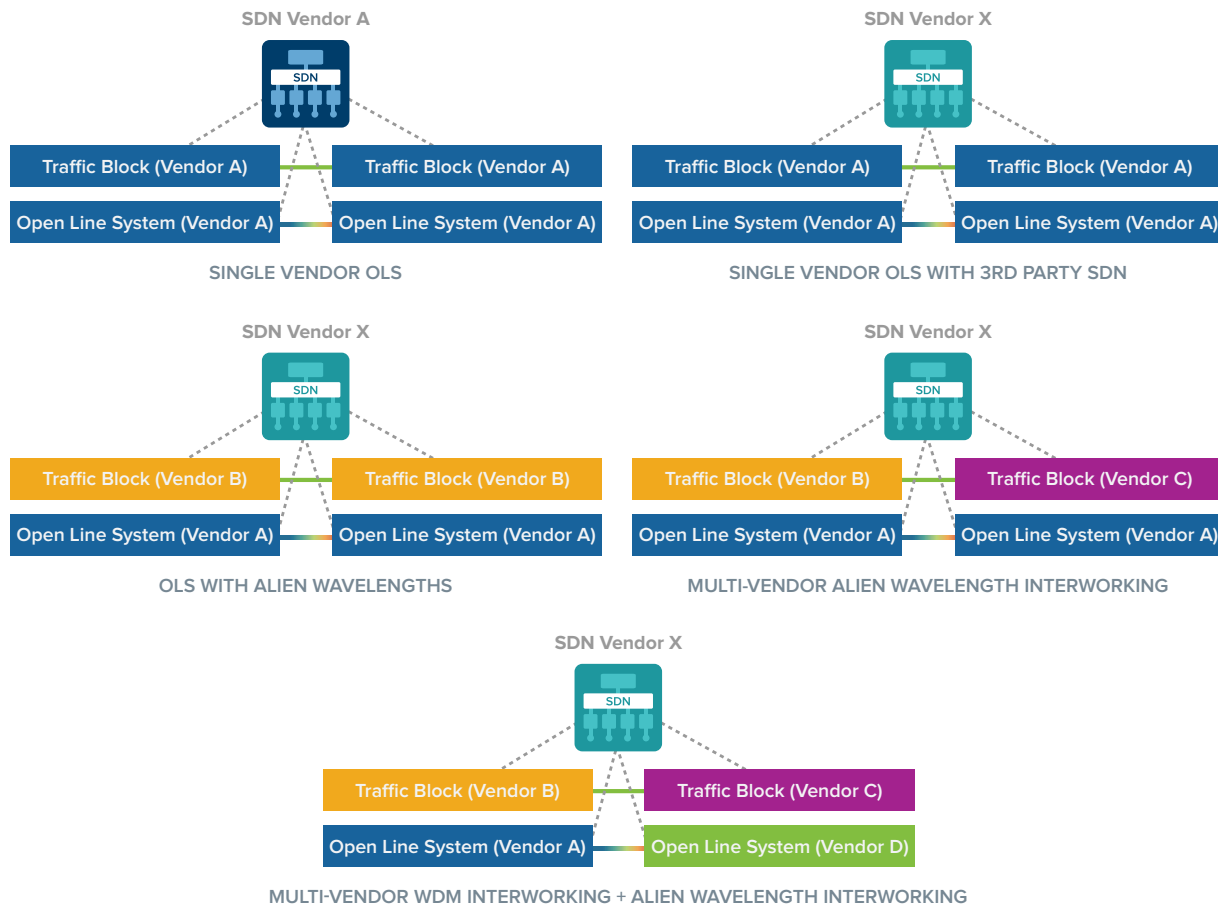 SDN Vendor A
SDN
Traffic Block (Vendor A)
Traffic Block (Vendor A)
Open Line System (Vendor A)
Open Line System (Vendor A)
SINGLE VENDOR OLS
SDN Vendor X
SDN
Traffic Block (Vendor A)
Traffic Block (Vendor A)
Open Line System (Vendor A)
Open Line System (Vendor A)
SINGLE VENDOR OLS WITH 3RD PARTY SDN
SDN Vendor X
SDN
Traffic Block (Vendor B)
Traffic Block (Vendor B)
Open Line System (Vendor A)
Open Line System (Vendor A)
OLS WITH ALIEN WAVELENGTHS
SDN Vendor X
SDN
Traffic Block (Vendor B)
Traffic Block (Vendor C)
Open Line System (Vendor A)
Open Line System (Vendor A)
MULTI-VENDOR ALIEN WAVELENGTH INTERWORKING
SDN Vendor X
SDN
Traffic Block (Vendor B)
Traffic Block (Vendor C)
Open Line System (Vendor A)
Open Line System (Vendor D)
MULTI-VENDOR WDM INTERWORKING + ALIEN WAVELENGTH INTERWORKING